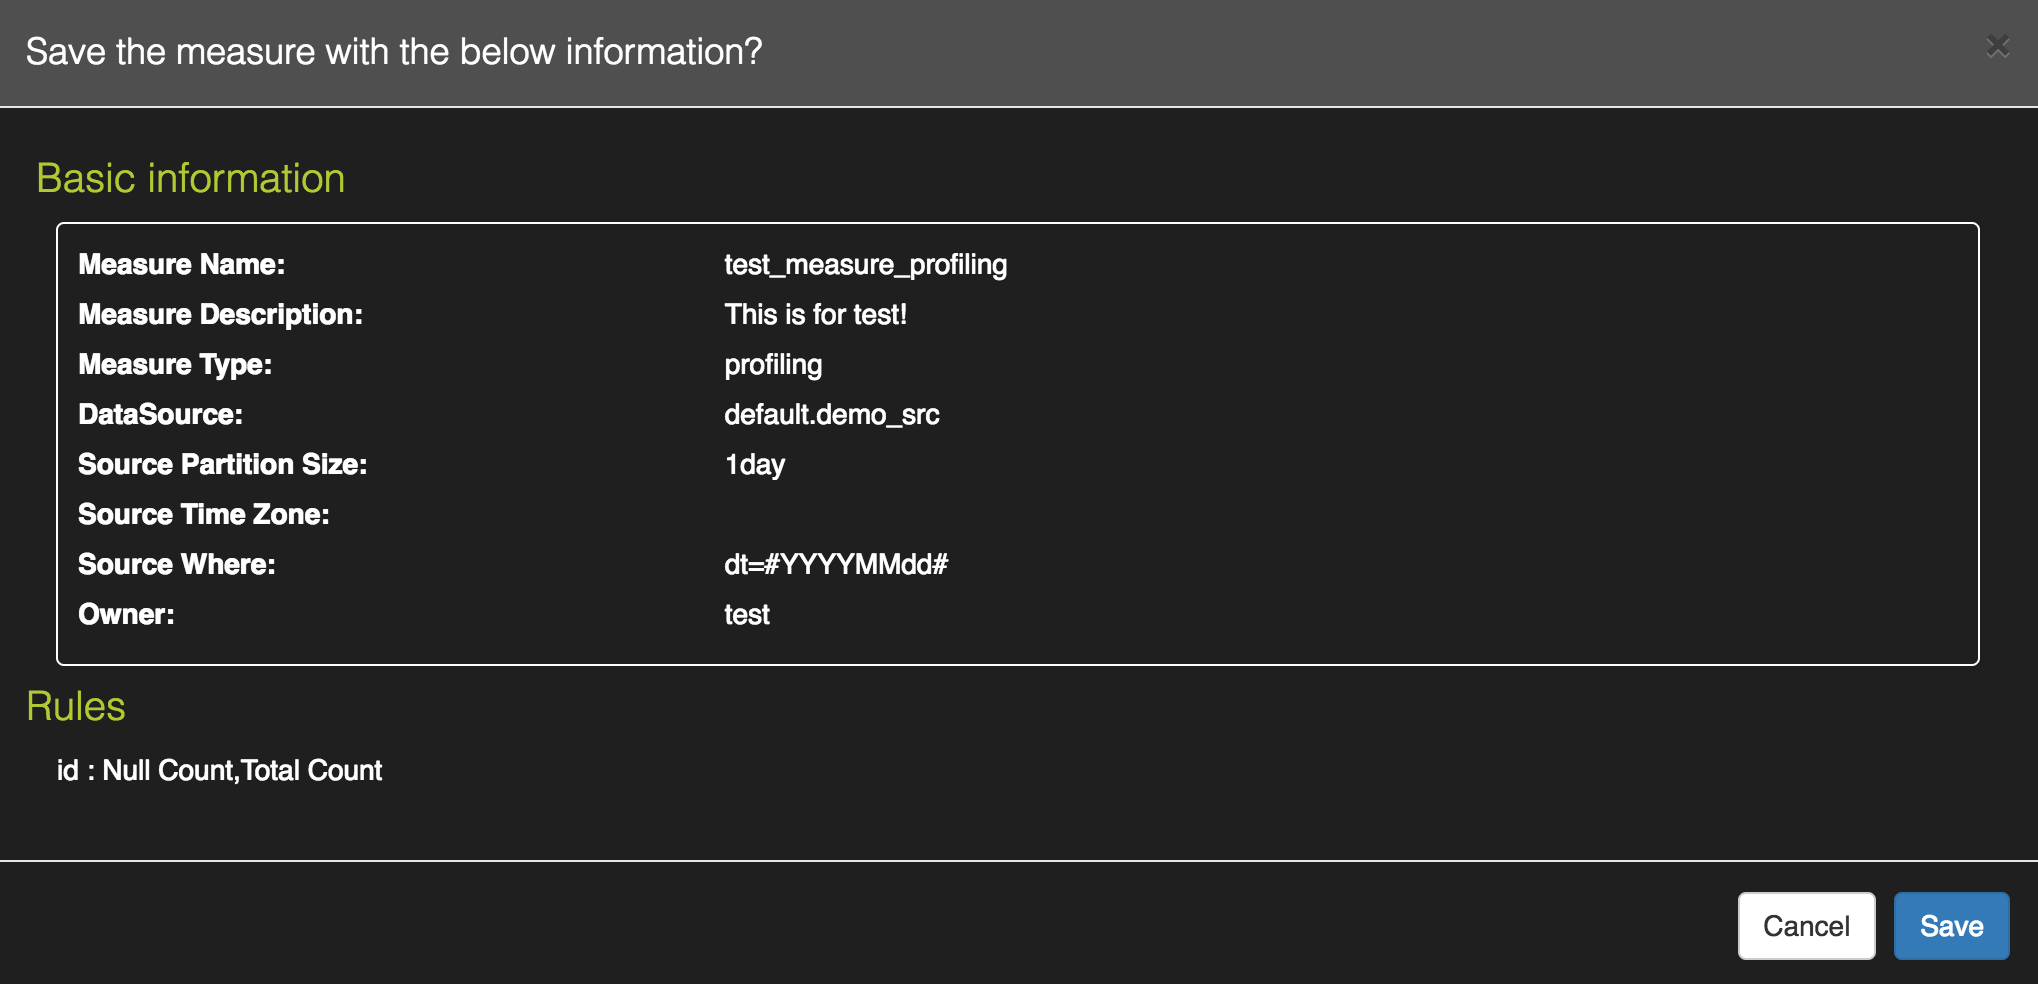 Save the measure with the below information?
Basic information
Measure Name: test_measure_profiling
Measure Description: This is for test!
Measure Type: profiling
DataSource: default.demo_src
Source Partition Size: 1day
Source Time Zone:
Source Where: dt=#YYYYMMdd#
Owner: test
Rules
id : Null Count,Total Count
Cancel Save